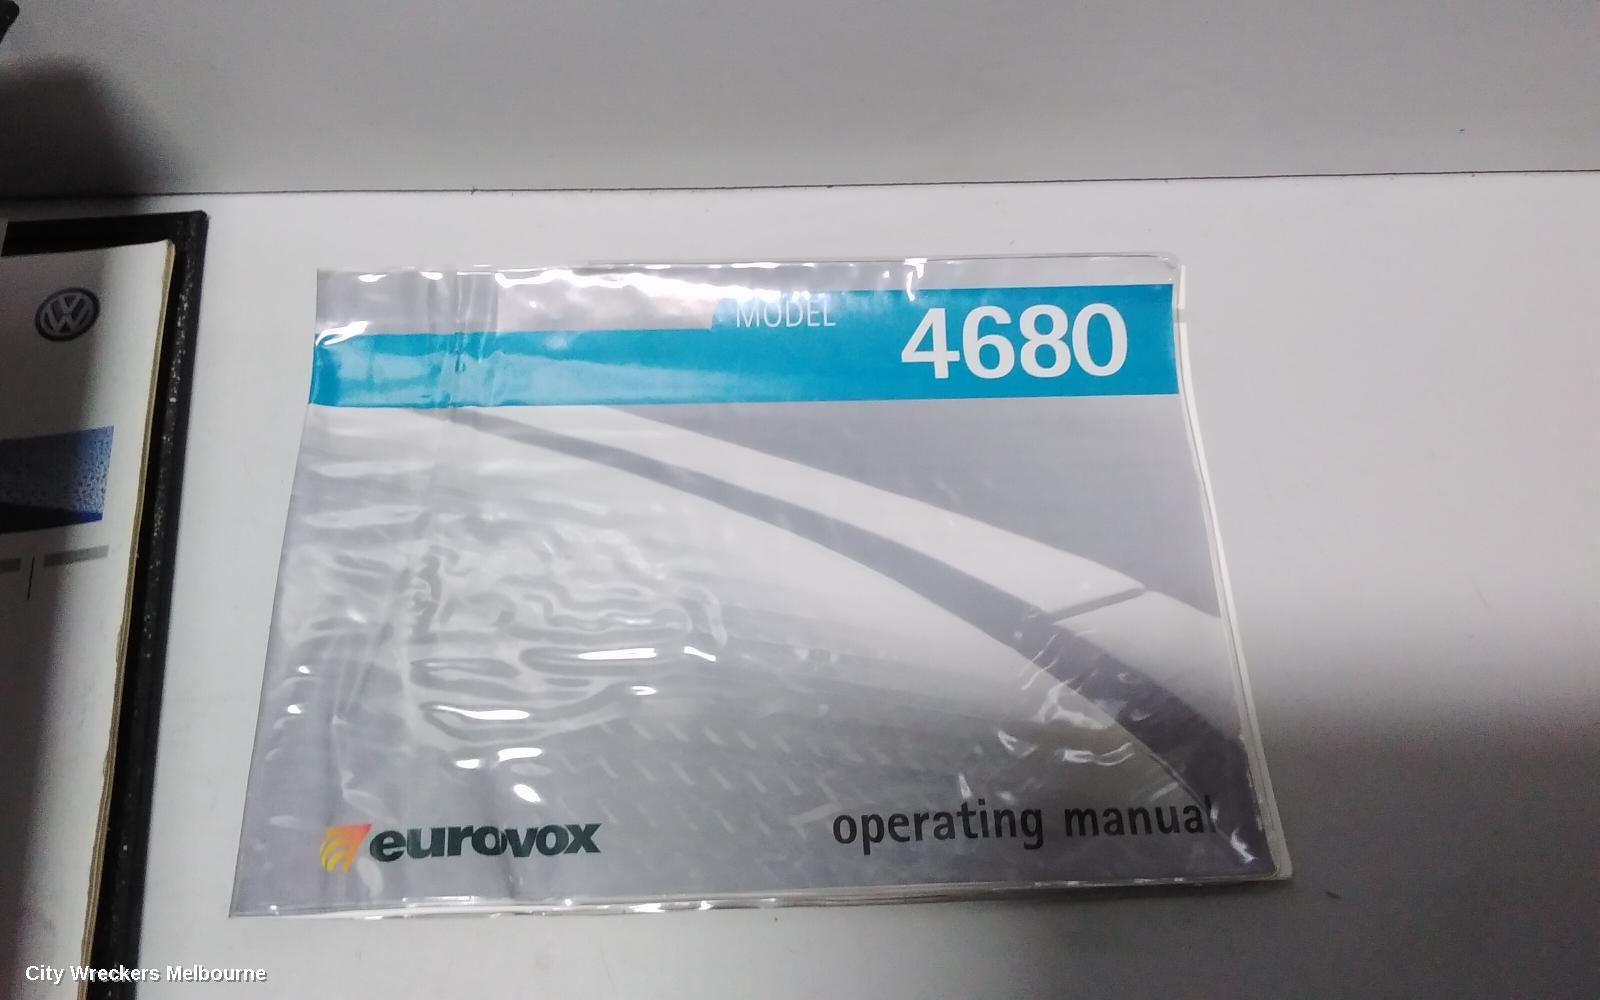 MODEL 4680
eurovox
operating manual
City Wreckers Melbourne